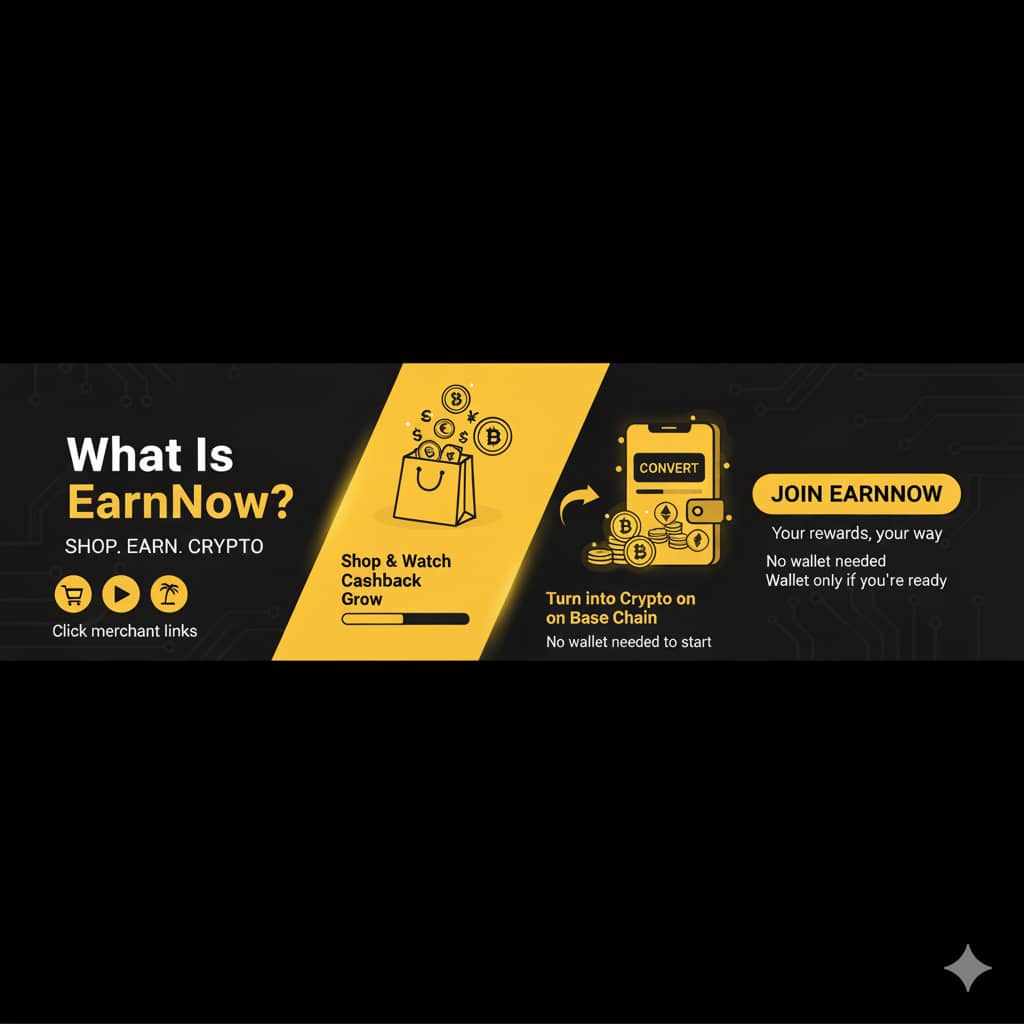 What Is
EarnNow?
SHOP. EARN. CRYPTO
Click merchant links
Shop & Watch
Cashback
Grow
CONVERT
Turn into Crypto on
on Base Chain
No wallet needed to start
JOIN EARNNOW
Your rewards, your way
No wallet needed
Wallet only if you're ready